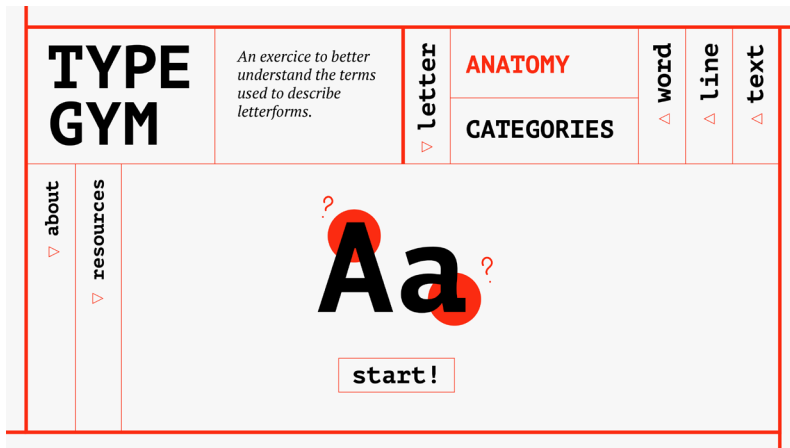 TYPE
GYM
An exercice to better
understand the terms
used to describe
letterforms.
letter
ANATOMY
CATEGORIES
word
line
text
about
resources
?
Aa
?
start!